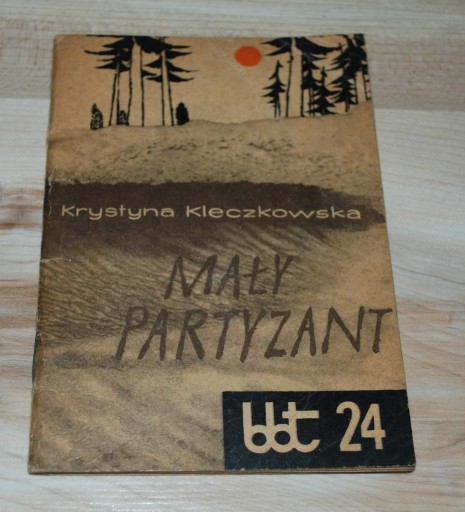 Krystyna Kleczkowska
MAŁY
PARTYZANT
bbt 24